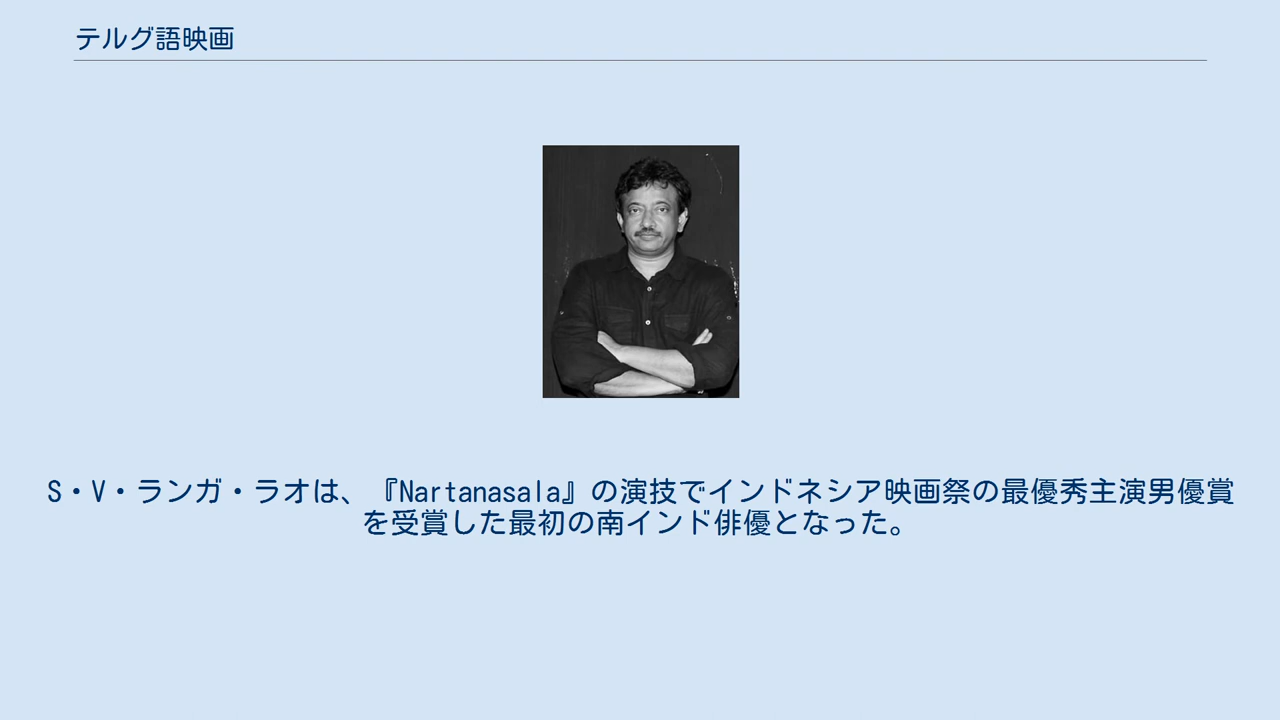 テルグ語映画
S・V・ランガ・ラオは、『Nartanasala』の演技でインドネシア映画祭の最優秀主演男優賞
を受賞した最初の南インド俳優となった。